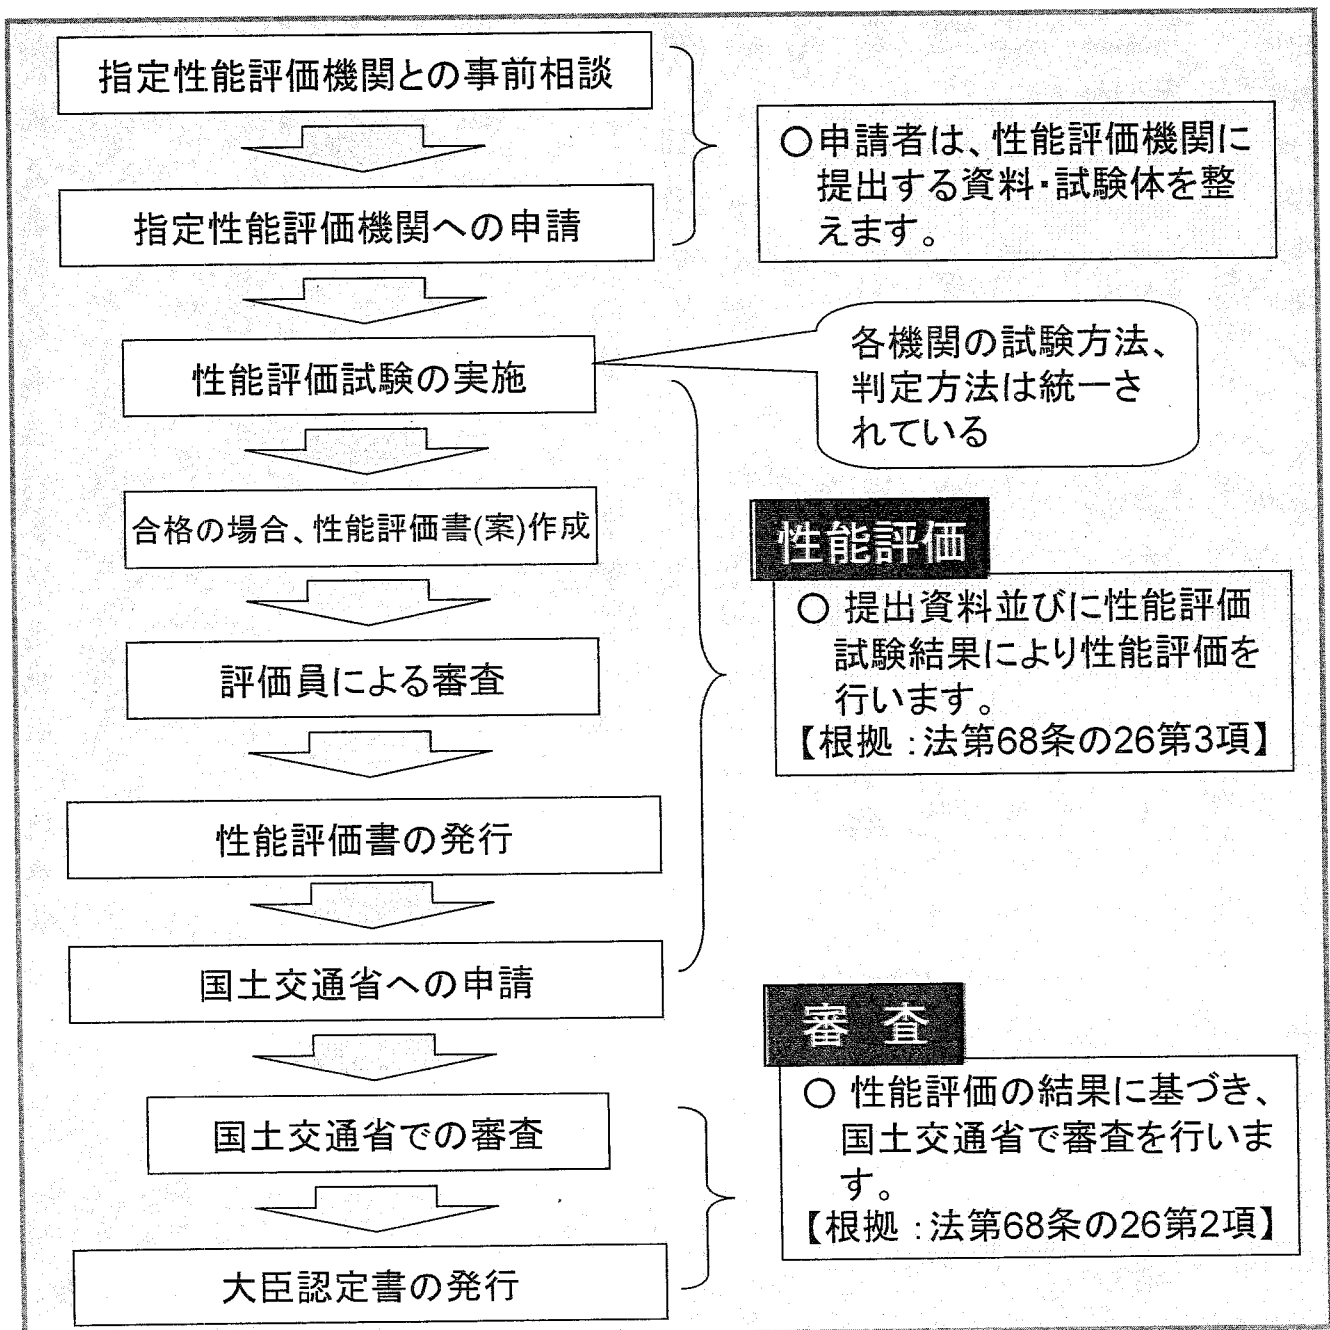 指定性能評価機関との事前相談
指定性能評価機関への申請
○申請者は、性能評価機関に
提出する資料・試験体を整
えます。
性能評価試験の実施
各機関の試験方法、
判定方法は統一さ
れている
合格の場合、性能評価書(案)作成
評価員による審査
性能評価書の発行
国土交通省への申請
性能評価
○ 提出資料並びに性能評価
試験結果により性能評価を
行います。
【根拠：法第68条の26第3項】
国土交通省での審査
大臣認定書の発行
審 査
○ 性能評価の結果に基づき、
国土交通省で審査を行いま
す。
【根拠：法第68条の26第2項】